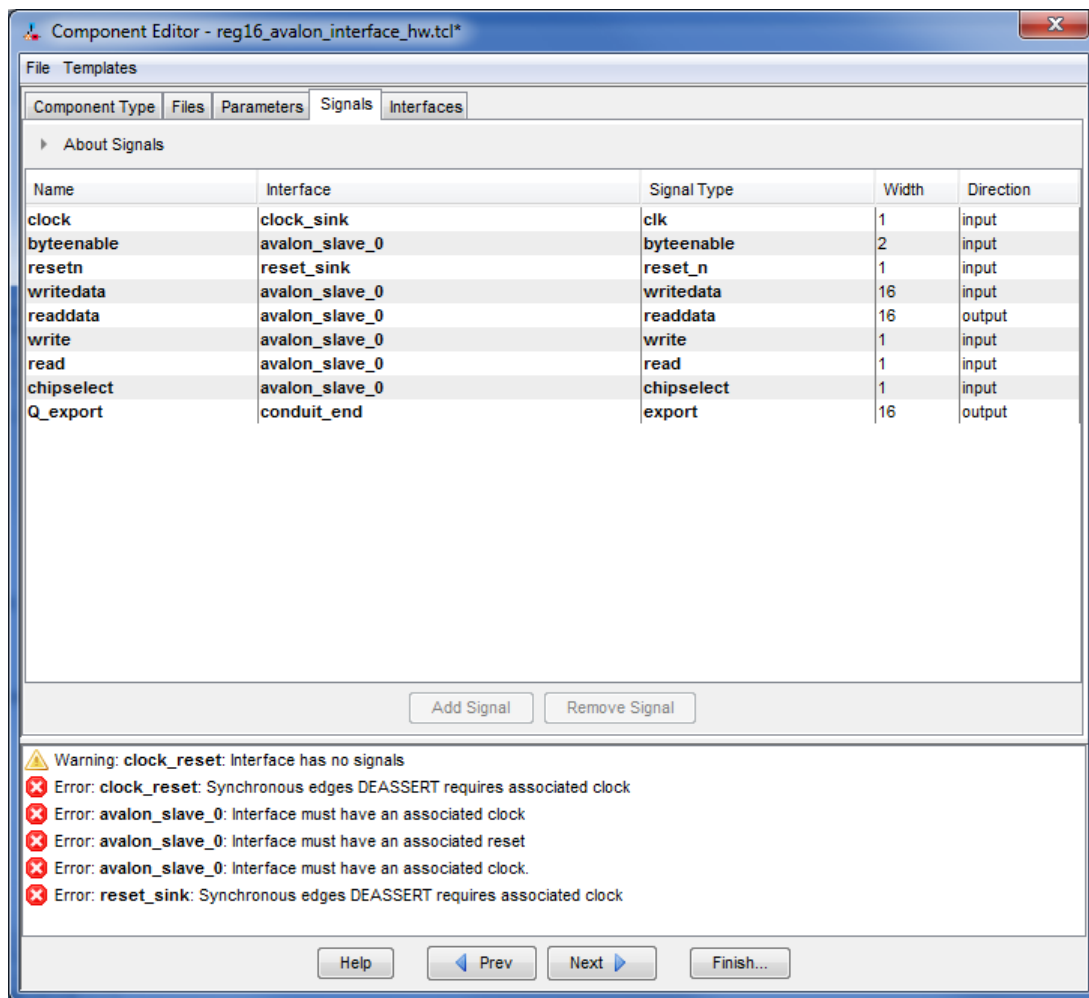 Component Editor - reg16_avalon_interface_hw.tcl*
File Templates
Component Type Files Parameters Signals Interfaces
About Signals
Name Interface Signal Type Width Direction
clock clock_sink clk 1 input
byteenable avalon_slave_0 byteenable 2 input
resetn reset_sink reset_n 1 input
writedata avalon_slave_0 writedata 16 input
readdata avalon_slave_0 readdata 16 output
write avalon_slave_0 write 1 input
read avalon_slave_0 read 1 input
chipselect avalon_slave_0 chipselect 1 input
Q_export conduit_end export 16 output
Add Signal Remove Signal
Warning: clock_reset: Interface has no signals
Error: clock_reset: Synchronous edges DEASSERT requires associated clock
Error: avalon_slave_0: Interface must have an associated clock
Error: avalon_slave_0: Interface must have an associated reset
Error: avalon_slave_0: Interface must have an associated clock.
Error: reset_sink: Synchronous edges DEASSERT requires associated clock
Help Prev Next Finish...